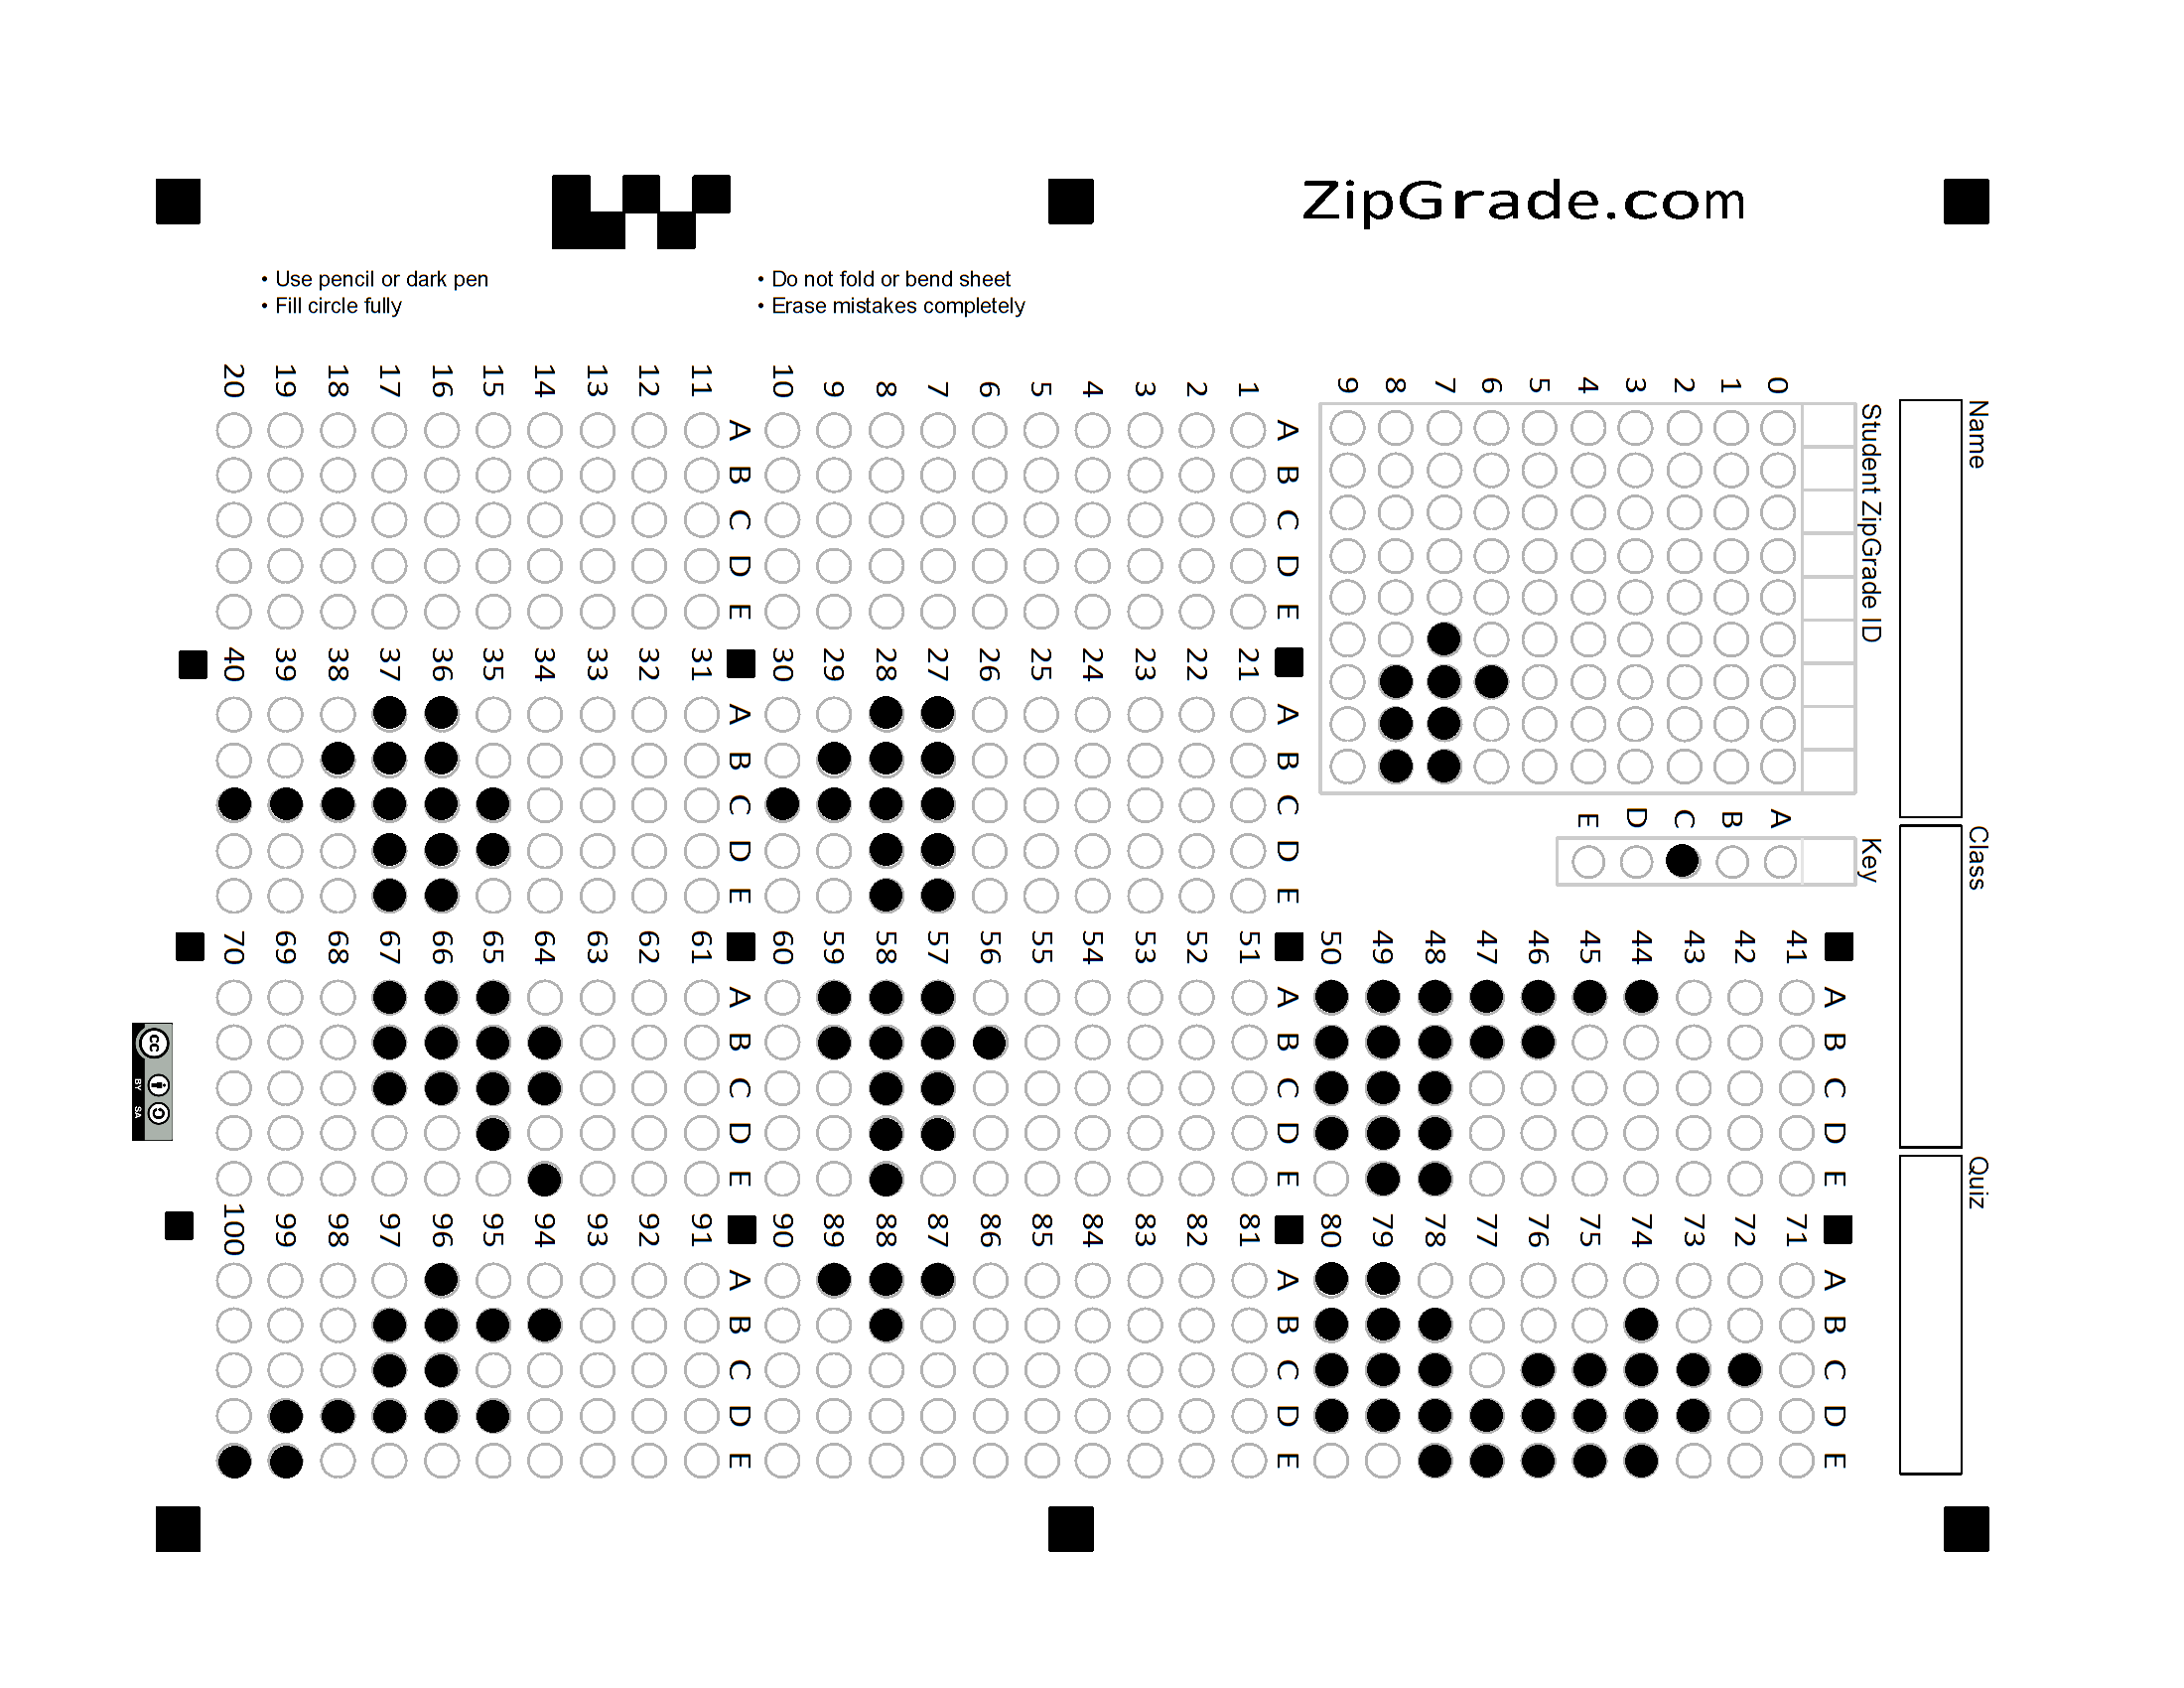 ZipGrade.com
• Use pencil or dark pen
• Fill circle fully
• Do not fold or bend sheet
• Erase mistakes completely
Name
Class
Quiz
Student ZipGrade ID
0 1 2 3 4 5 6 7 8 9
Key
A B C D E
1 2 3 4 5 6 7 8 9 10
A B C D E
11 12 13 14 15 16 17 18 19 20
A B C D E
21 22 23 24 25 26 27 28 29 30
A B C D E
31 32 33 34 35 36 37 38 39 40
A B C D E
41 42 43 44 45 46 47 48 49 50
A B C D E
51 52 53 54 55 56 57 58 59 60
A B C D E
61 62 63 64 65 66 67 68 69 70
A B C D E
71 72 73 74 75 76 77 78 79 80
A B C D E
81 82 83 84 85 86 87 88 89 90
A B C D E
91 92 93 94 95 96 97 98 99 100
A B C D E
cc
BY SA